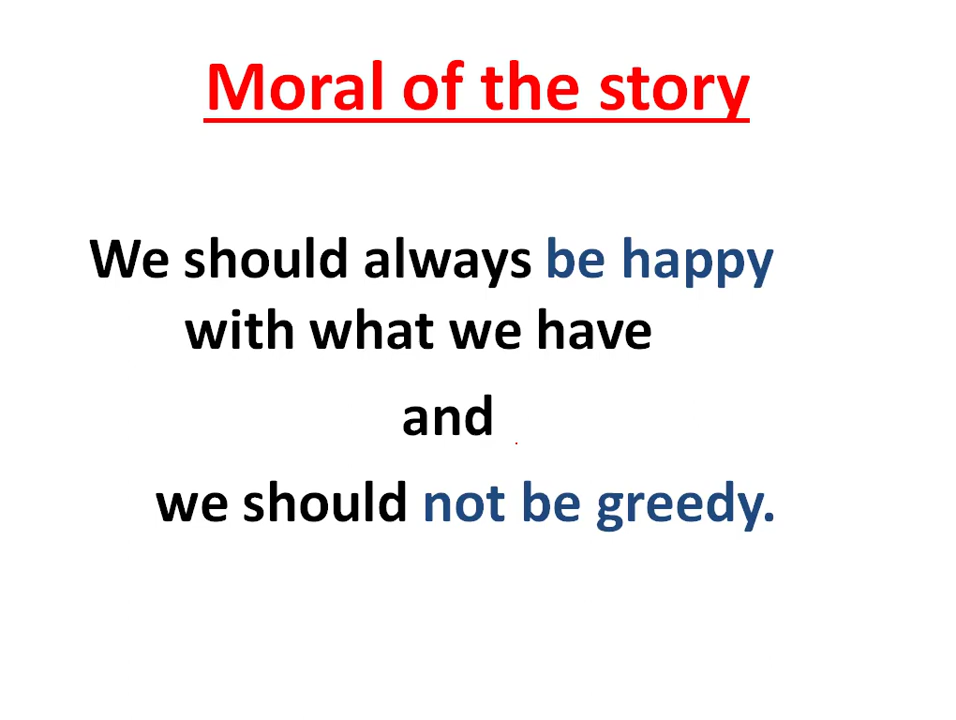 Moral of the story
We should always be happy
with what we have
and
we should not be greedy.